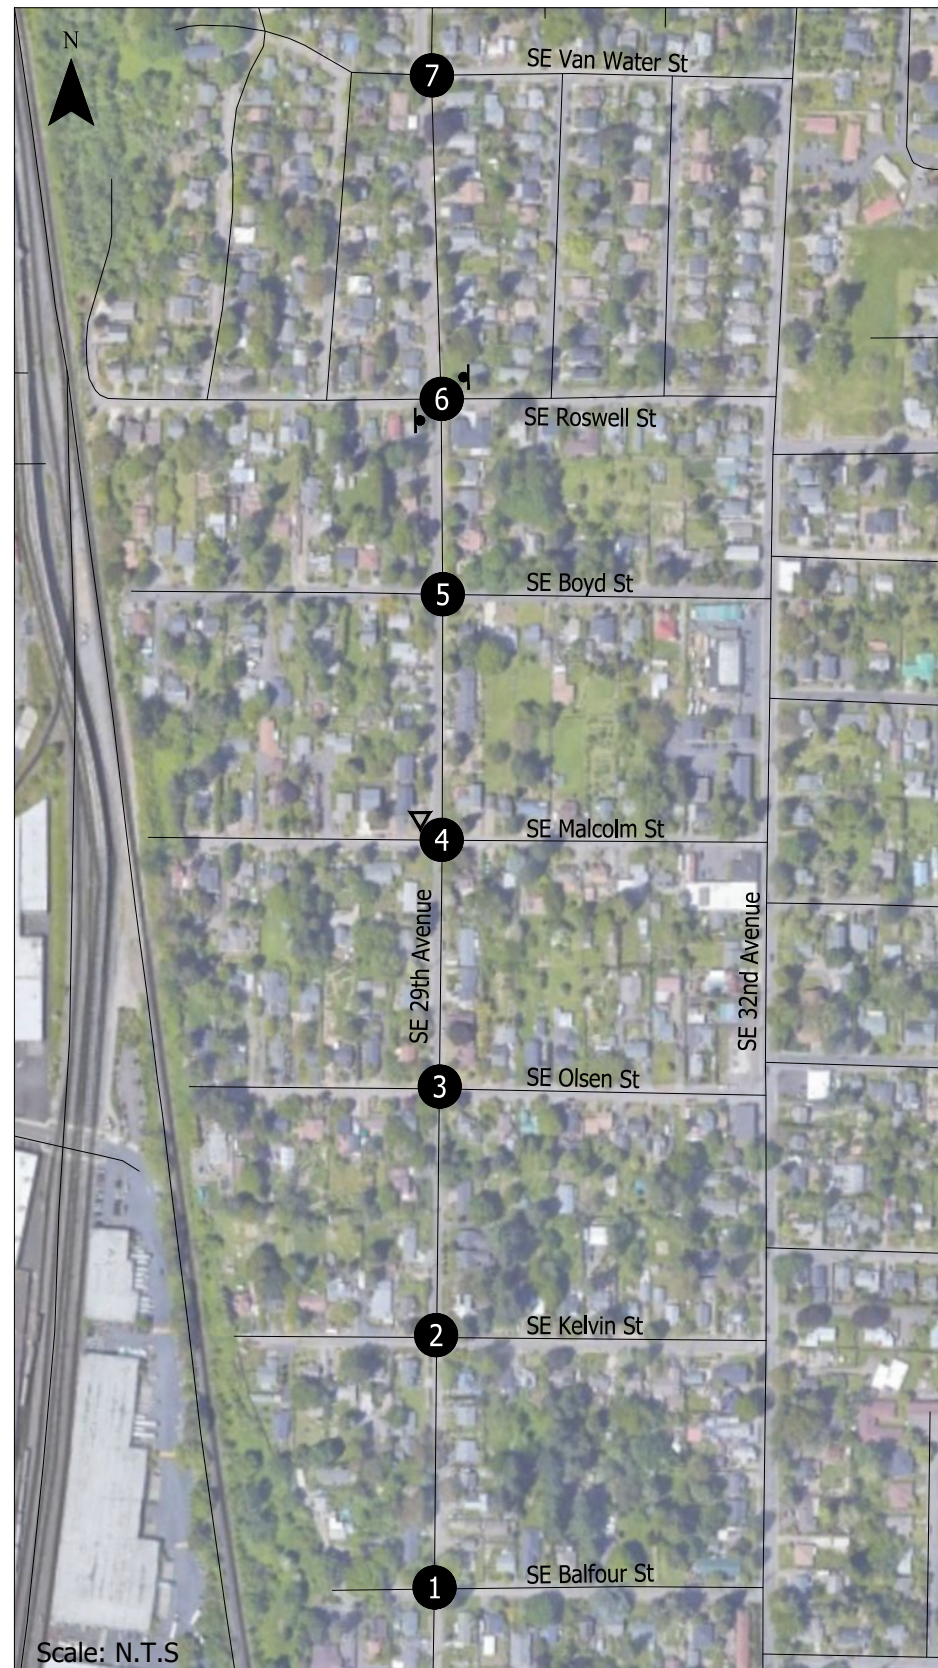 N
7
SE Van Water St
6
SE Roswell St
SE Boyd St
5
SE Malcolm St
4
SE 29th Avenue
SE 32nd Avenue
3
SE Olsen St
2
SE Kelvin St
1
SE Balfour St
Scale: N.T.S